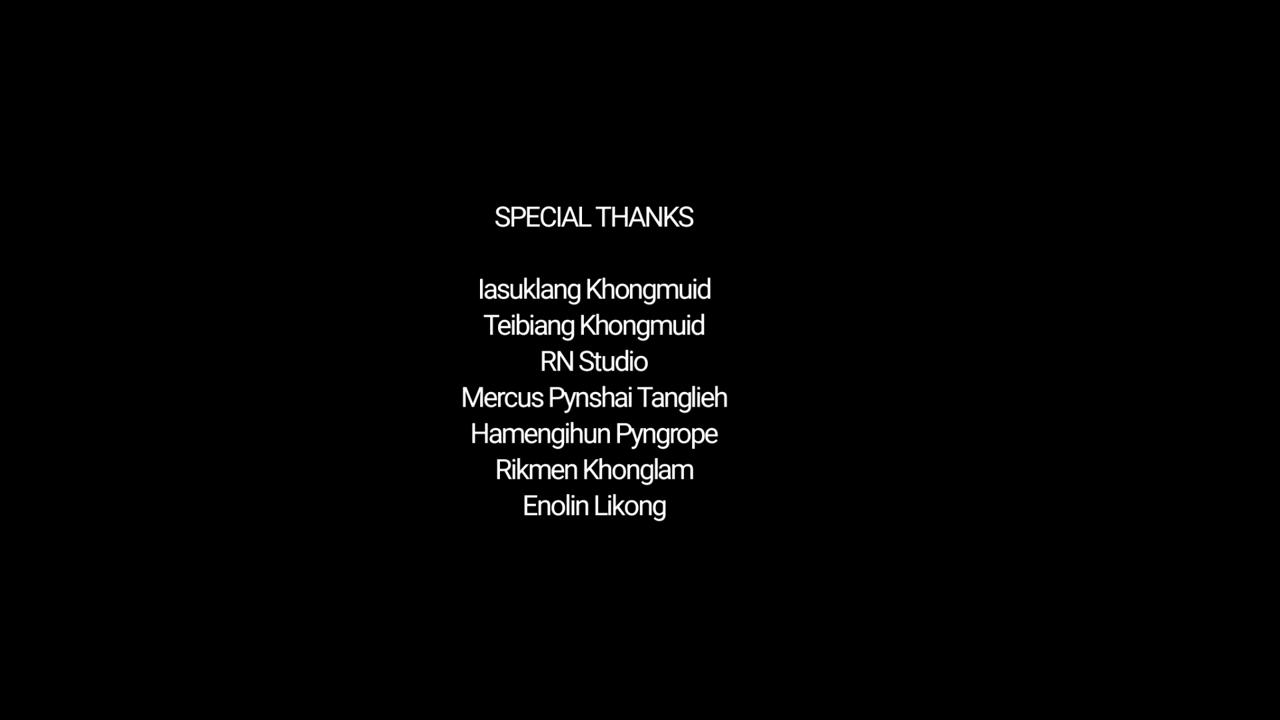 SPECIAL THANKS
Iasuklang Khongmuid
Teibiang Khongmuid
RN Studio
Mercus Pynshai Tanglieh
Hamengihun Pyngrope
Rikmen Khonglam
Enolin Likong